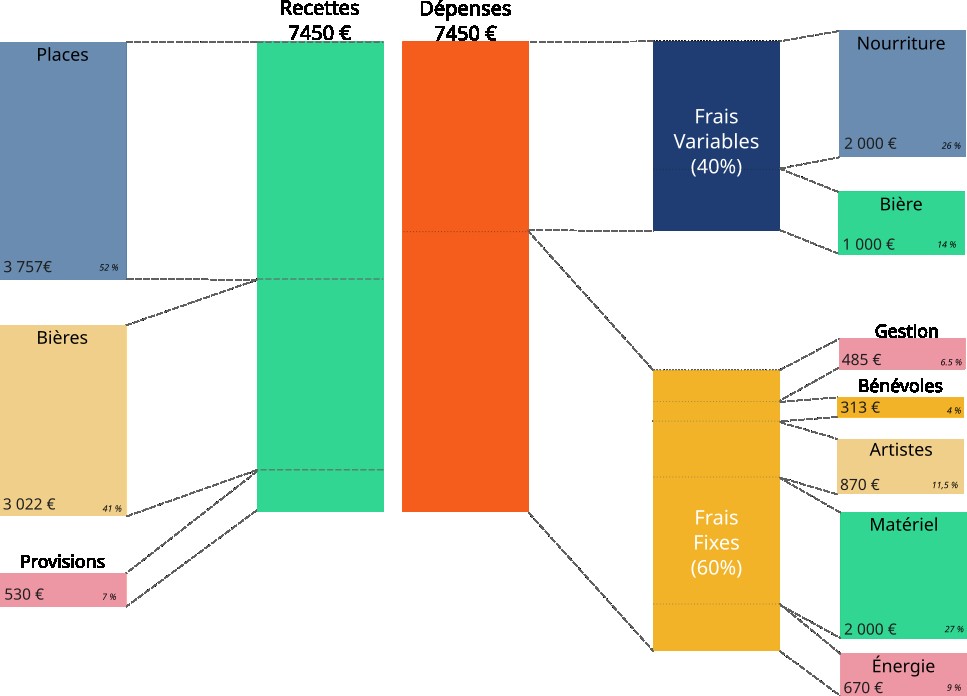 Recettes
7450 €
Dépenses
7450 €
Places
3 757€
52 %
Bières
3 022 €
41 %
Provisions
530 €
7 %
Frais
Variables
(40%)
Frais
Fixes
(60%)
Nourriture
2 000 €
26 %
Bière
1 000 €
14 %
Gestion
485 €
6.5 %
Bénévoles
313 €
4 %
Artistes
870 €
11,5 %
Matériel
2 000 €
27 %
Énergie
670 €
9 %